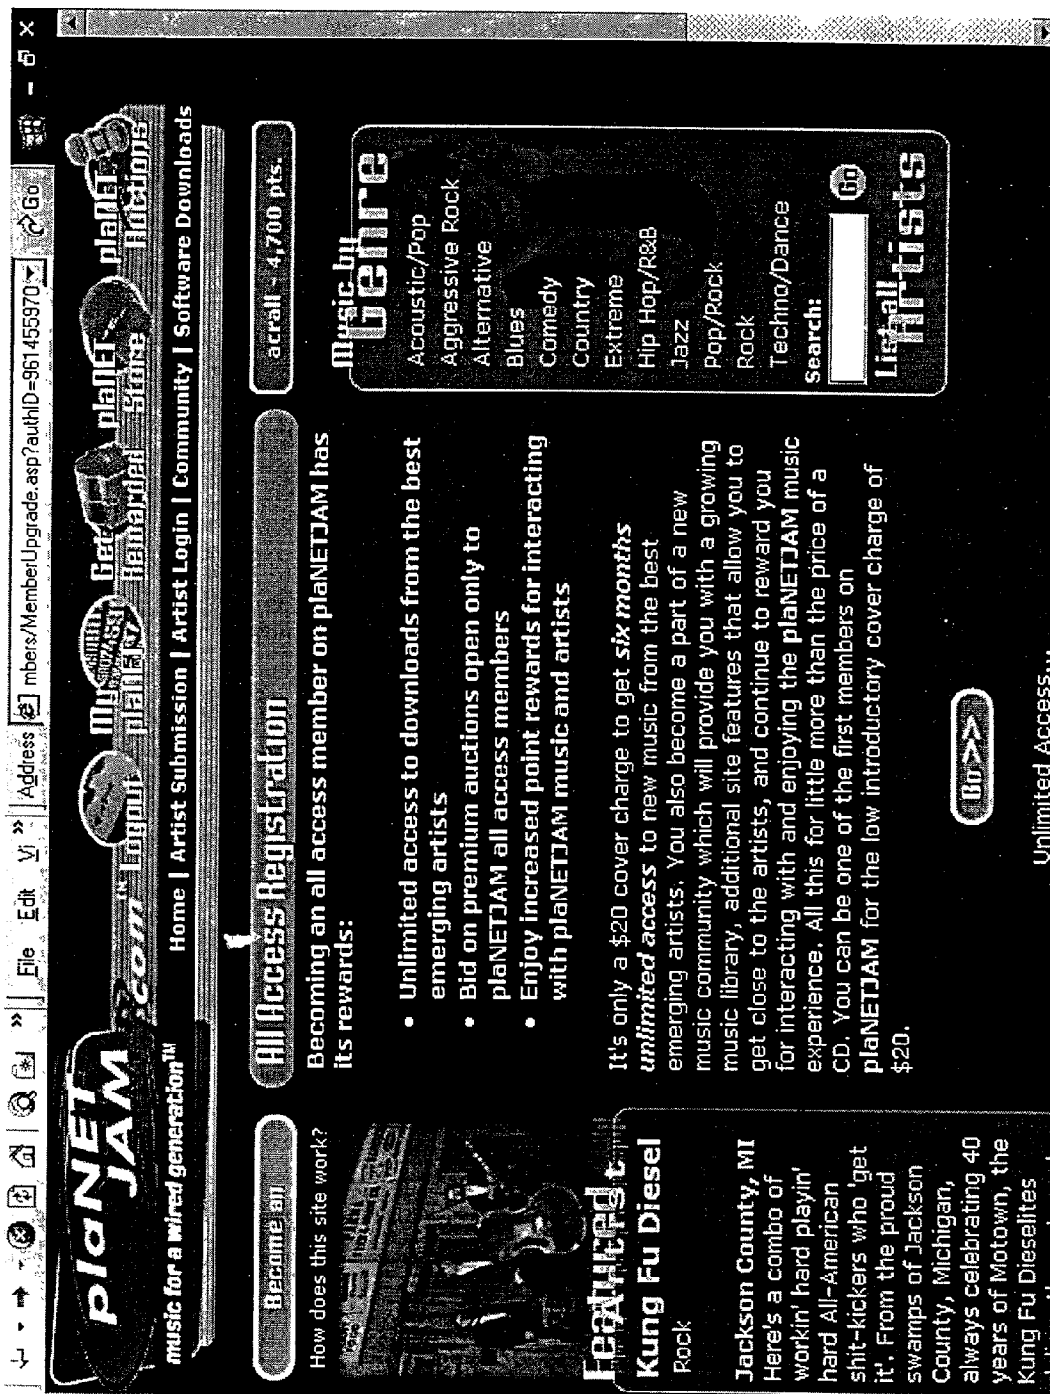 File Edit Vi » Address mbers/MemberUpgrade.asp?authID=961455970 Go
plaNET JAM .com
Logout
My plaNET
Get Rewarded
plaNET Store
plaNET Auctions
music for a wired generation™
Home | Artist Submission | Artist Login | Community | Software Downloads
Become an
All Access Registration
acrall - 4,700 pts.
How does this site work?
Featured Artist
Kung Fu Diesel
Rock
Jackson County, MI
Here's a combo of
workin' hard playin'
hard All-American
shit-kickers who 'get
it'. From the proud
swamps of Jackson
County, Michigan,
always celebrating 40
years of Motown, the
Kung Fu Dieselites
Becoming an all access member on plaNETJAM has
its rewards:
• Unlimited access to downloads from the best
emerging artists
• Bid on premium auctions open only to
plaNETJAM all access members
• Enjoy increased point rewards for interacting
with plaNETJAM music and artists
It's only a $20 cover charge to get six months
unlimited access to new music from the best
emerging artists. You also become a part of a new
music community which will provide you with a growing
music library, additional site features that allow you to
get close to the artists, and continue to reward you
for interacting with and enjoying the plaNETJAM music
experience. All this for little more than the price of a
CD. You can be one of the first members on
plaNETJAM for the low introductory cover charge of
$20.
Go >>>
Unlimited Access...
Music by
Genre
Acoustic/Pop
Aggressive Rock
Alternative
Blues
Comedy
Country
Extreme
Hip Hop/R&B
Jazz
Pop/Rock
Rock
Techno/Dance
Search:
Go
List all
Artists